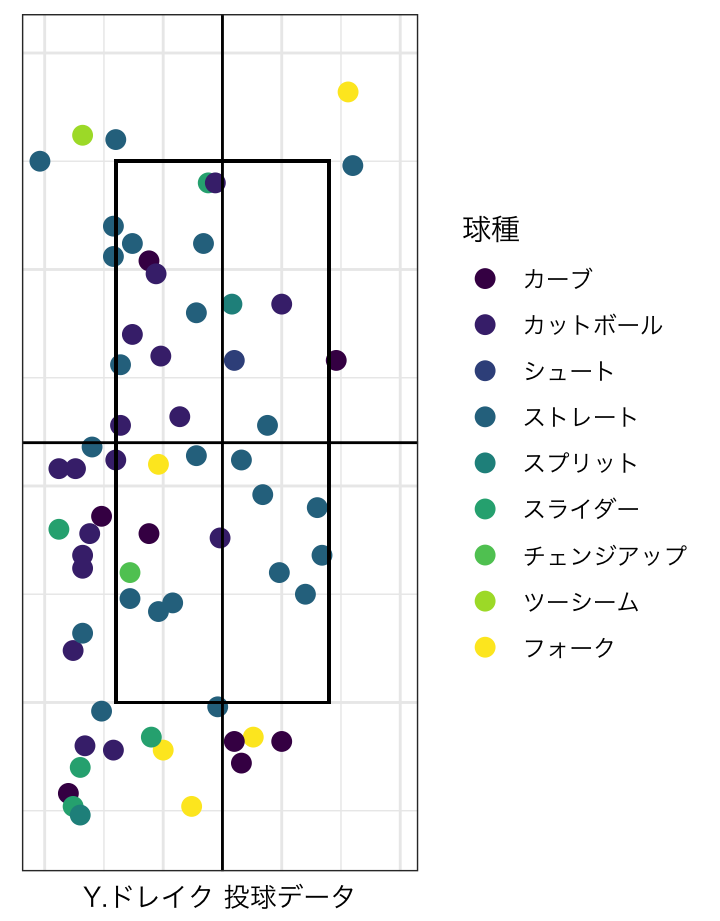 球種
カーブ
カットボール
シュート
ストレート
スプリット
スライダー
チェンジアップ
ツーシーム
フォーク
Y.ドレイク 投球データ